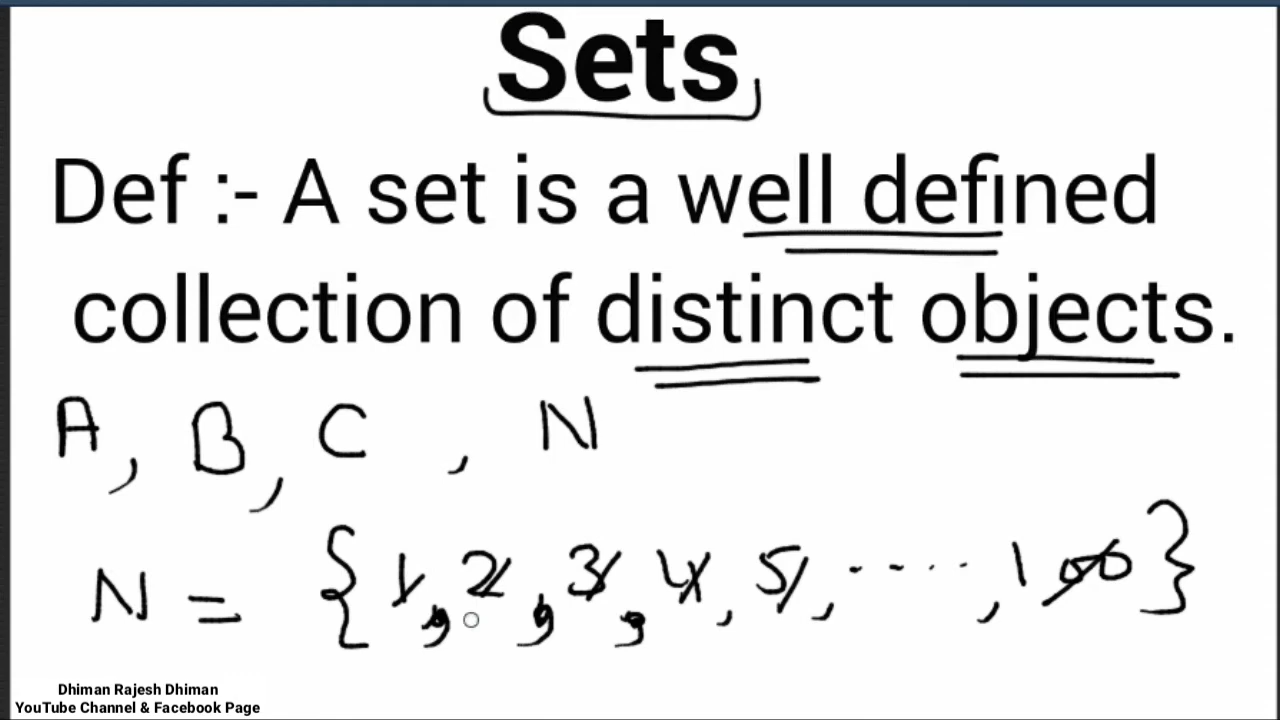 Sets
Def :- A set is a well defined
collection of distinct objects.
A, B, C , N
N = {1, 2, 3, 4, 5, ....., 100}
Dhiman Rajesh Dhiman
YouTube Channel & Facebook Page